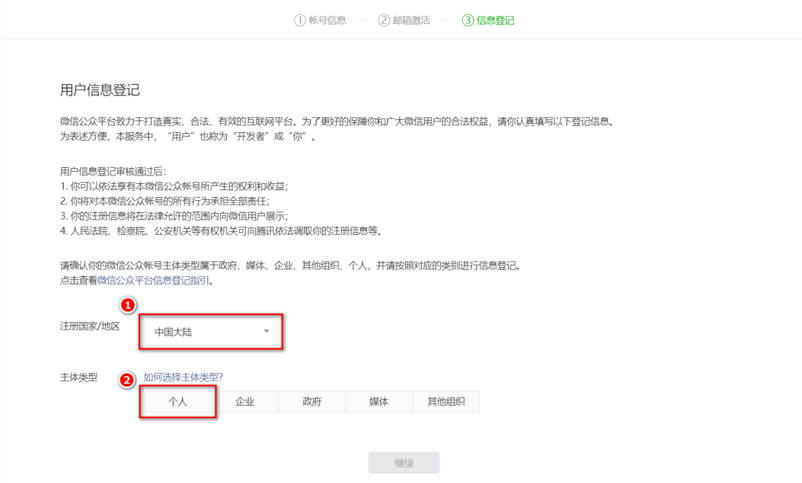 ① 帐号信息 — ② 邮箱激活 — ③ 信息登记
用户信息登记
微信公众平台致力于打造真实、合法、有效的互联网平台。为了更好的保障你和广大微信用户的合法权益，请你认真填写以下登记信息。
为表述方便，本服务中，“用户”也称为“开发者”或“你”。
用户信息登记审核通过后：
1. 你可以依法享有本微信公众帐号所产生的权利和收益；
2. 你将对本微信公众帐号的所有行为承担全部责任；
3. 你的注册信息将在法律允许的范围内向微信用户展示；
4. 人民法院、检察院、公安机关等有权机关可向腾讯依法调取你的注册信息等。
请确认你的微信公众帐号主体类型属于政府、媒体、企业、其他组织、个人，并请按照对应的类别进行信息登记。
点击查看微信公众平台信息登记指引。
1
注册国家/地区 中国大陆
主体类型 2 如何选择主体类型?
个人 企业 政府 媒体 其他组织
继续